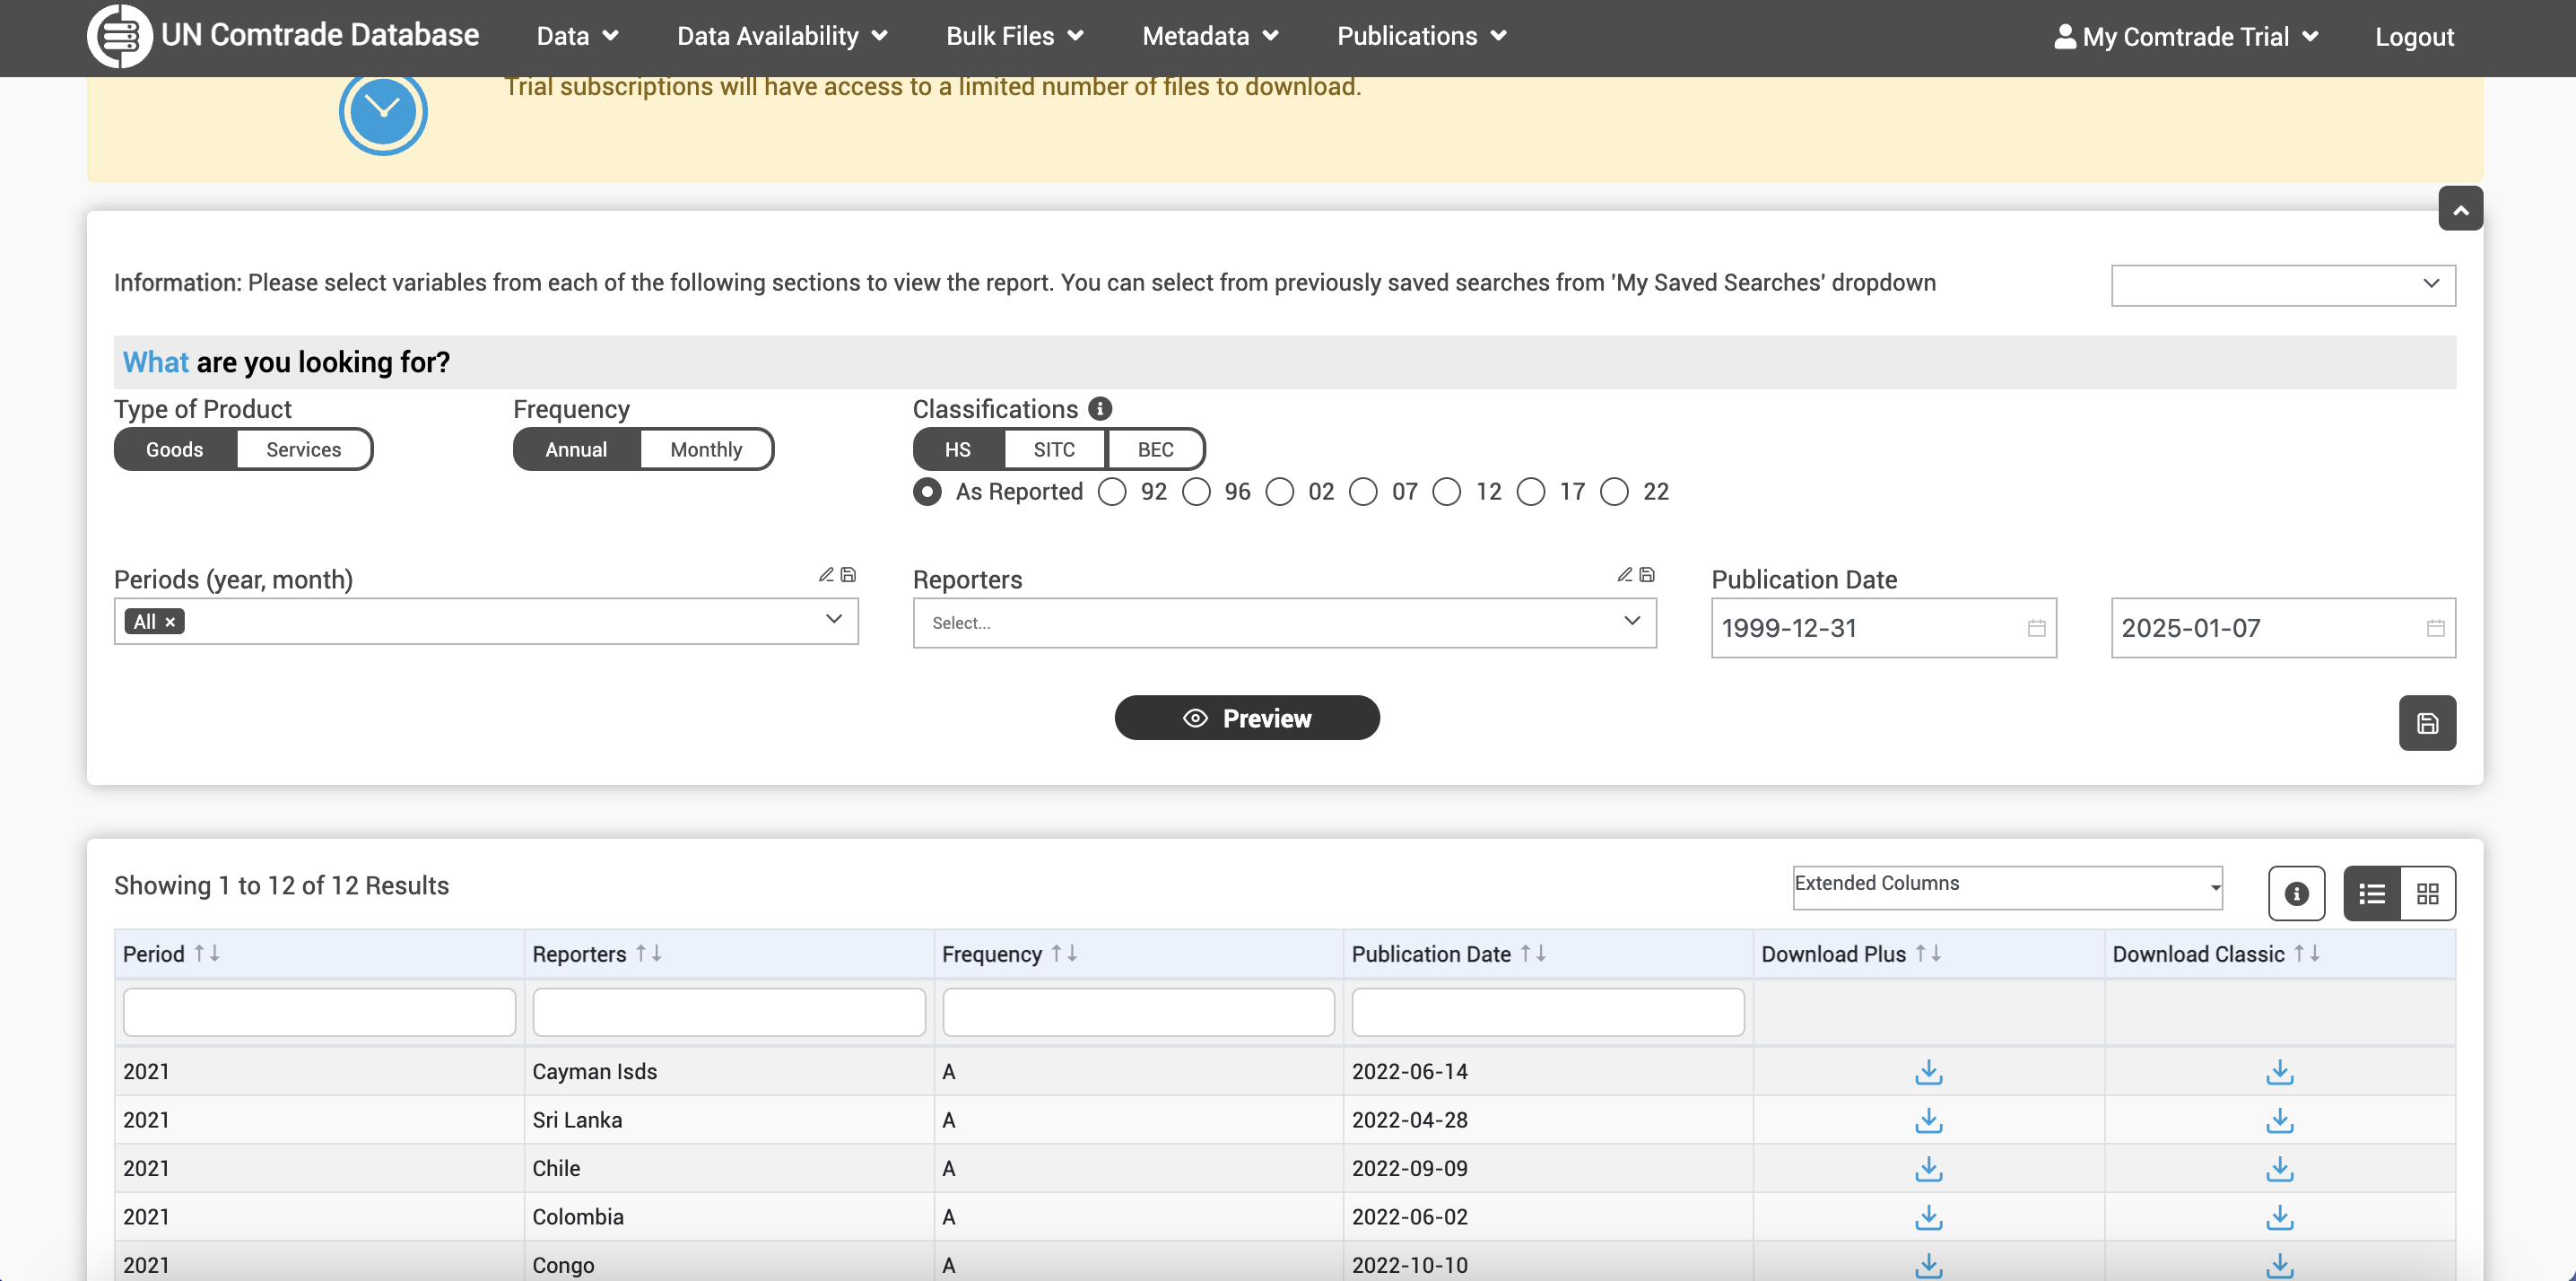 UN Comtrade Database Data Data Availability Bulk Files Metadata Publications My Comtrade Trial Logout
Trial subscriptions will have access to a limited number of files to download.
Information: Please select variables from each of the following sections to view the report. You can select from previously saved searches from 'My Saved Searches' dropdown
What are you looking for?
Type of Product Frequency Classifications
Goods Services Annual Monthly HS SITC BEC
As Reported 92 96 02 07 12 17 22
Periods (year, month) Reporters Publication Date
All × Select... 1999-12-31 2025-01-07
Preview
Showing 1 to 12 of 12 Results Extended Columns
Period ↑↓ Reporters ↑↓ Frequency ↑↓ Publication Date ↑↓ Download Plus ↑↓ Download Classic ↑↓
2021 Cayman Isds A 2022-06-14
2021 Sri Lanka A 2022-04-28
2021 Chile A 2022-09-09
2021 Colombia A 2022-06-02
2021 Congo A 2022-10-10